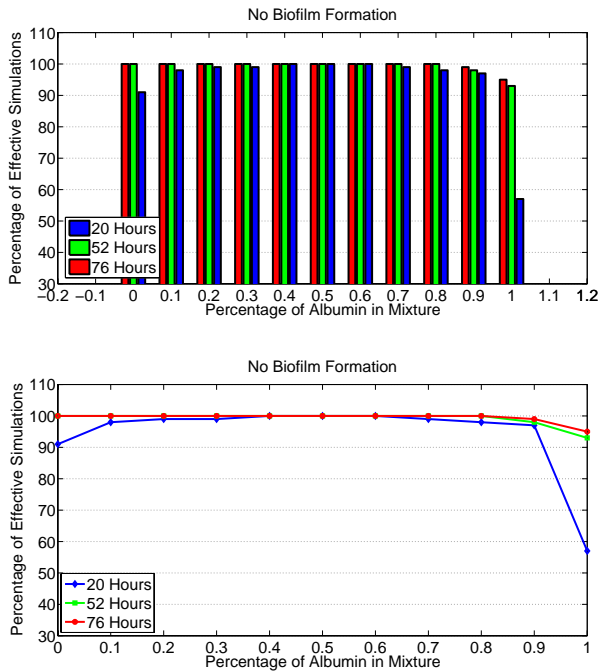 No Biofilm Formation
110
100
90
80
70
60
50
40
30
Percentage of Effective Simulations
20 Hours
52 Hours
76 Hours
−0.2 −0.1 0 0.1 0.2 0.3 0.4 0.5 0.6 0.7 0.8 0.9 1 1.1 1.2
Percentage of Albumin in Mixture
No Biofilm Formation
110
100
90
80
70
60
50
40
30
Percentage of Effective Simulations
20 Hours
52 Hours
76 Hours
0 0.1 0.2 0.3 0.4 0.5 0.6 0.7 0.8 0.9 1
Percentage of Albumin in Mixture